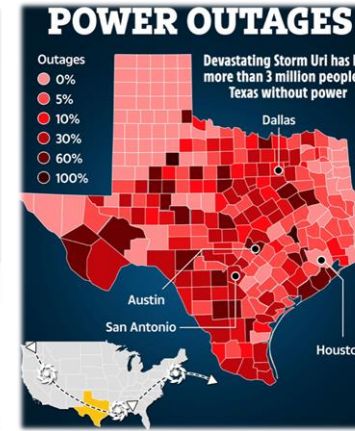 POWER OUTAGES
Outages
0%
5%
10%
30%
60%
100%
Devastating Storm Uri has
more than 3 million people
Texas without power
Dallas
Austin
San Antonio